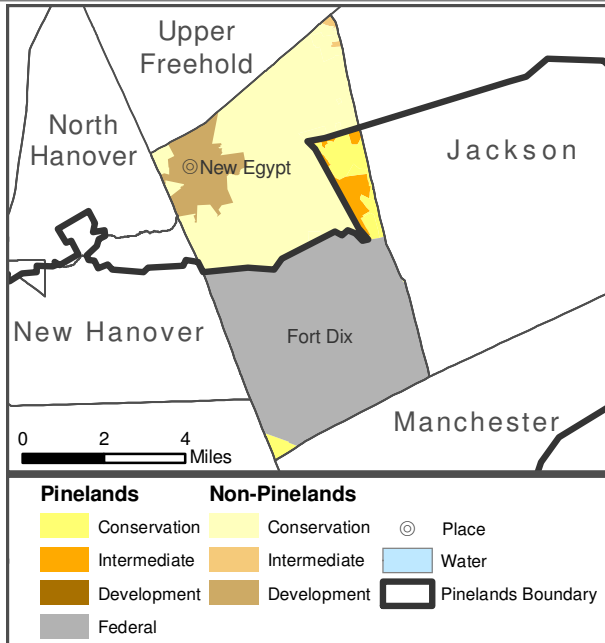 Upper
Freehold
North
Hanover
New Egypt
Jackson
New Hanover
Fort Dix
Manchester
0 2 4
Miles
Pinelands Non-Pinelands
Conservation Conservation Place
Intermediate Intermediate Water
Development Development Pinelands Boundary
Federal